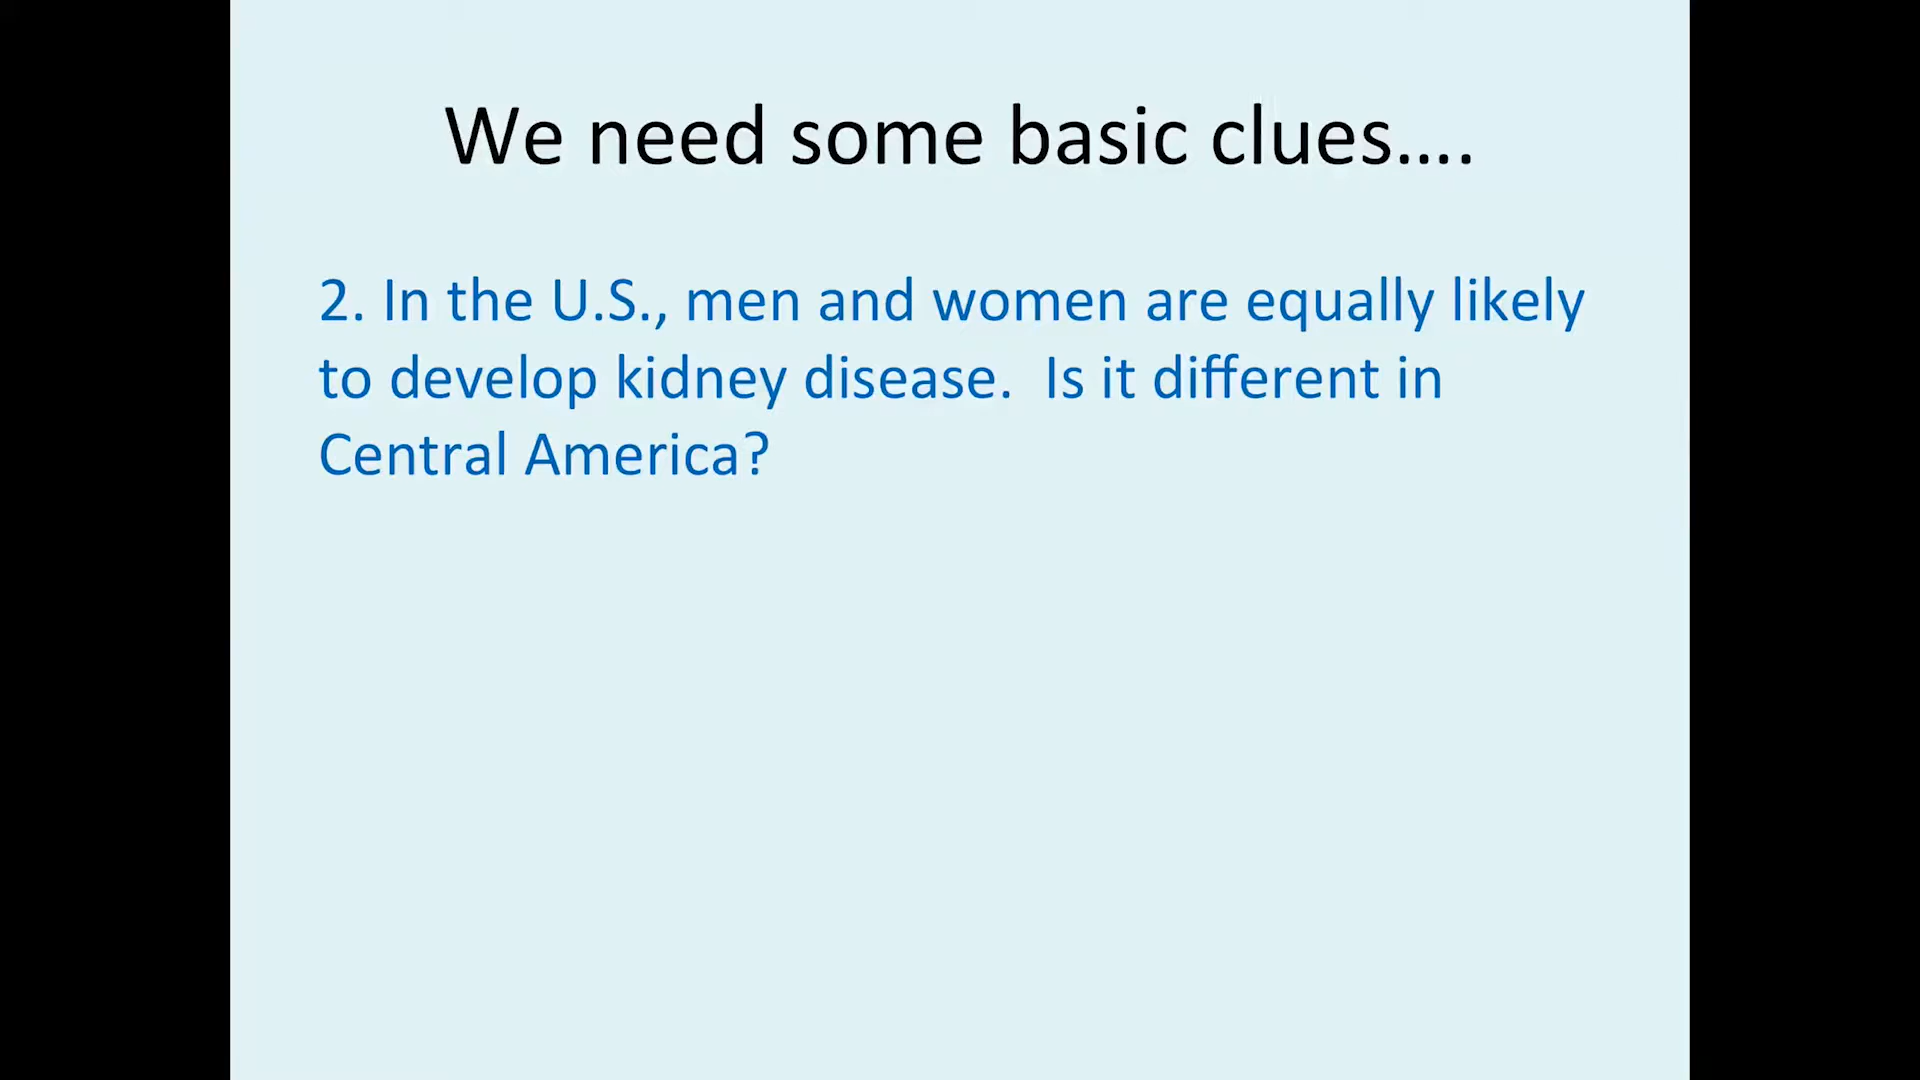 We need some basic clues....
2. In the U.S., men and women are equally likely
to develop kidney disease.  Is it different in
Central America?